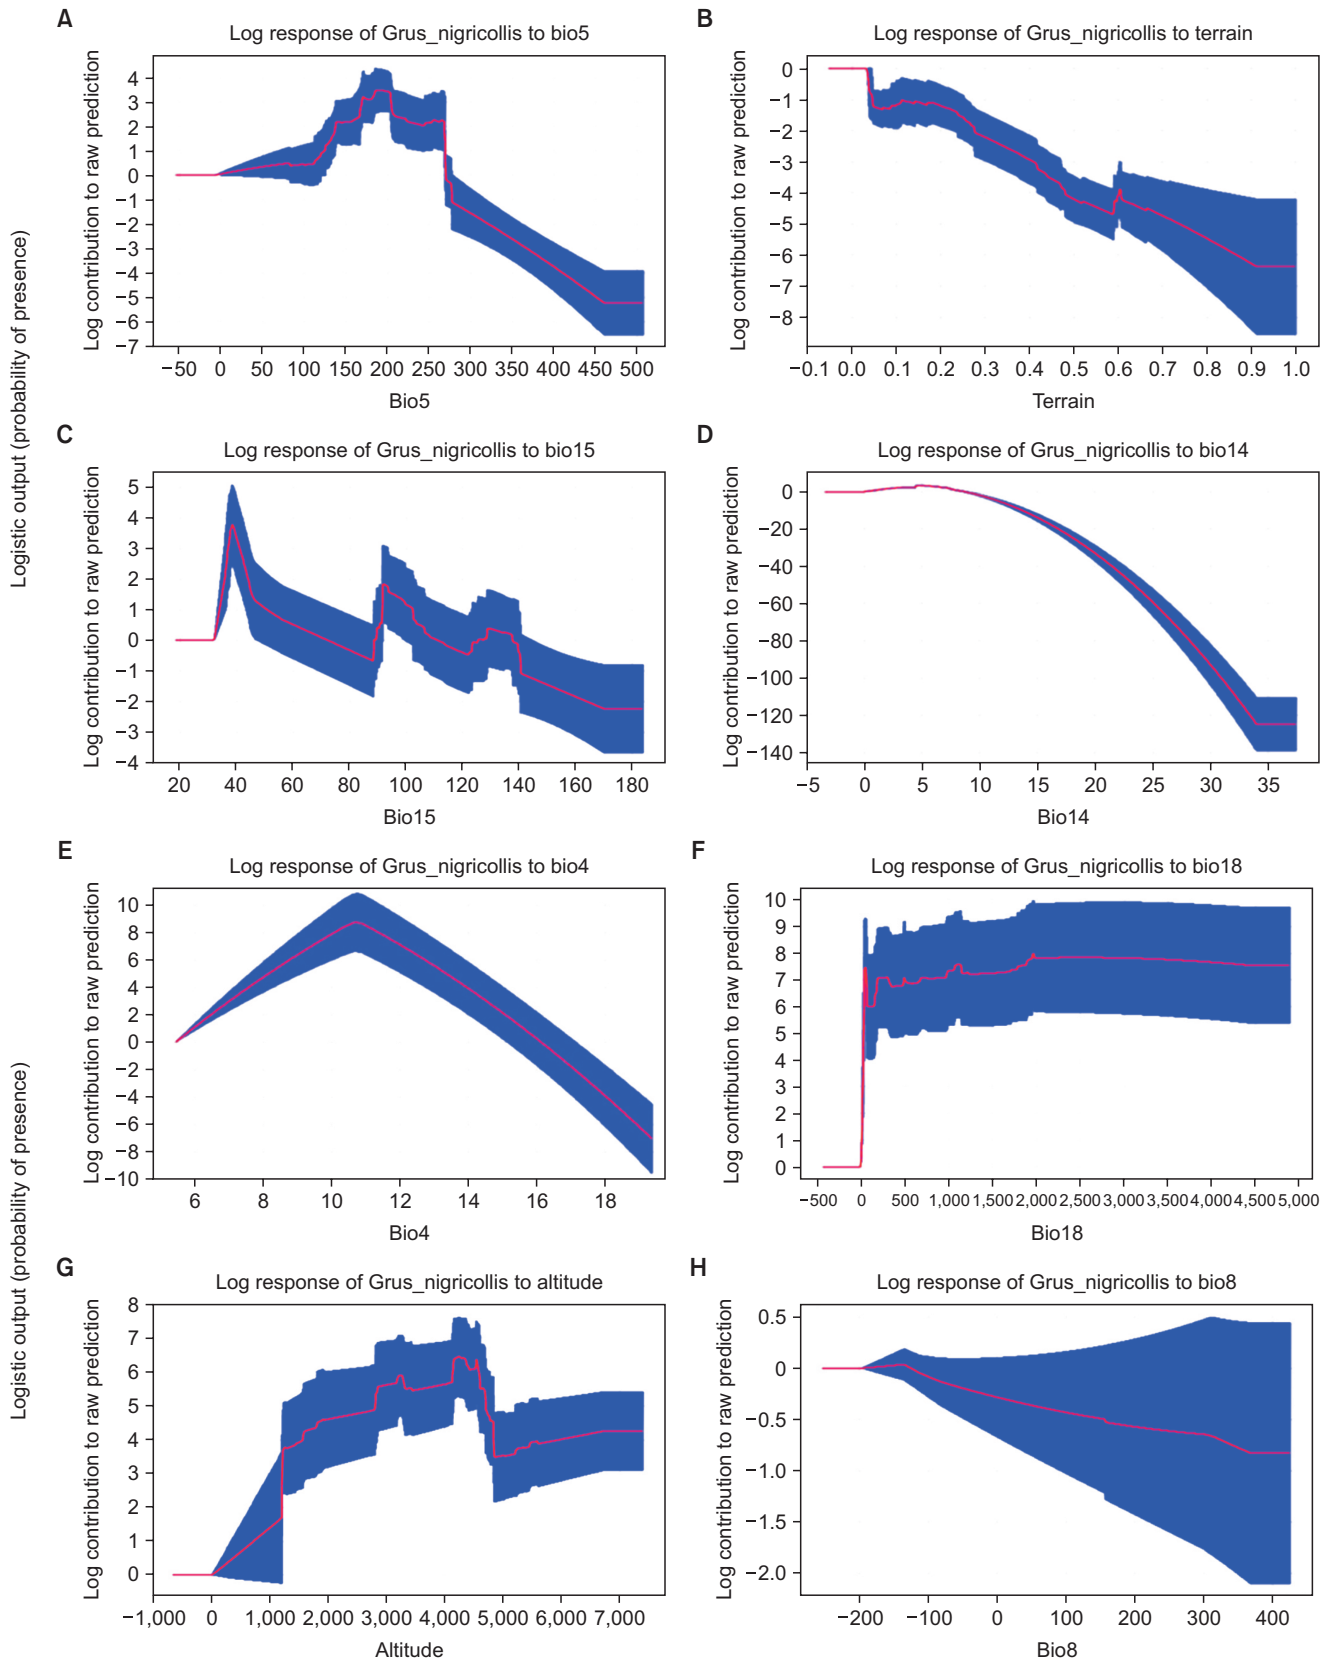 A
Log response of Grus_nigricollis to bio5
Log contribution to raw prediction
4
3
2
1
0
−1
−2
−3
−4
−5
−6
−7
−50 0 50 100 150 200 250 300 350 400 450 500
Bio5
B
Log response of Grus_nigricollis to terrain
Log contribution to raw prediction
0
−1
−2
−3
−4
−5
−6
−7
−8
−0.1 0.0 0.1 0.2 0.3 0.4 0.5 0.6 0.7 0.8 0.9 1.0
Terrain
Logistic output (probability of presence)
C
Log response of Grus_nigricollis to bio15
Log contribution to raw prediction
5
4
3
2
1
0
−1
−2
−3
−4
20 40 60 80 100 120 140 160 180
Bio15
D
Log response of Grus_nigricollis to bio14
Log contribution to raw prediction
0
−20
−40
−60
−80
−100
−120
−140
−5 0 5 10 15 20 25 30 35
Bio14
E
Log response of Grus_nigricollis to bio4
Log contribution to raw prediction
10
8
6
4
2
0
−2
−4
−6
−8
−10
6 8 10 12 14 16 18
Bio4
F
Log response of Grus_nigricollis to bio18
Log contribution to raw prediction
10
9
8
7
6
5
4
3
2
1
0
−500 0 500 1,000 1,500 2,000 2,500 3,000 3,500 4,000 4,500 5,000
Bio18
Logistic output (probability of presence)
G
Log response of Grus_nigricollis to altitude
Log contribution to raw prediction
8
7
6
5
4
3
2
1
0
−1,000 0 1,000 2,000 3,000 4,000 5,000 6,000 7,000
Altitude
H
Log response of Grus_nigricollis to bio8
Log contribution to raw prediction
0.5
0
−0.5
−1.0
−1.5
−2.0
−200 −100 0 100 200 300 400
Bio8